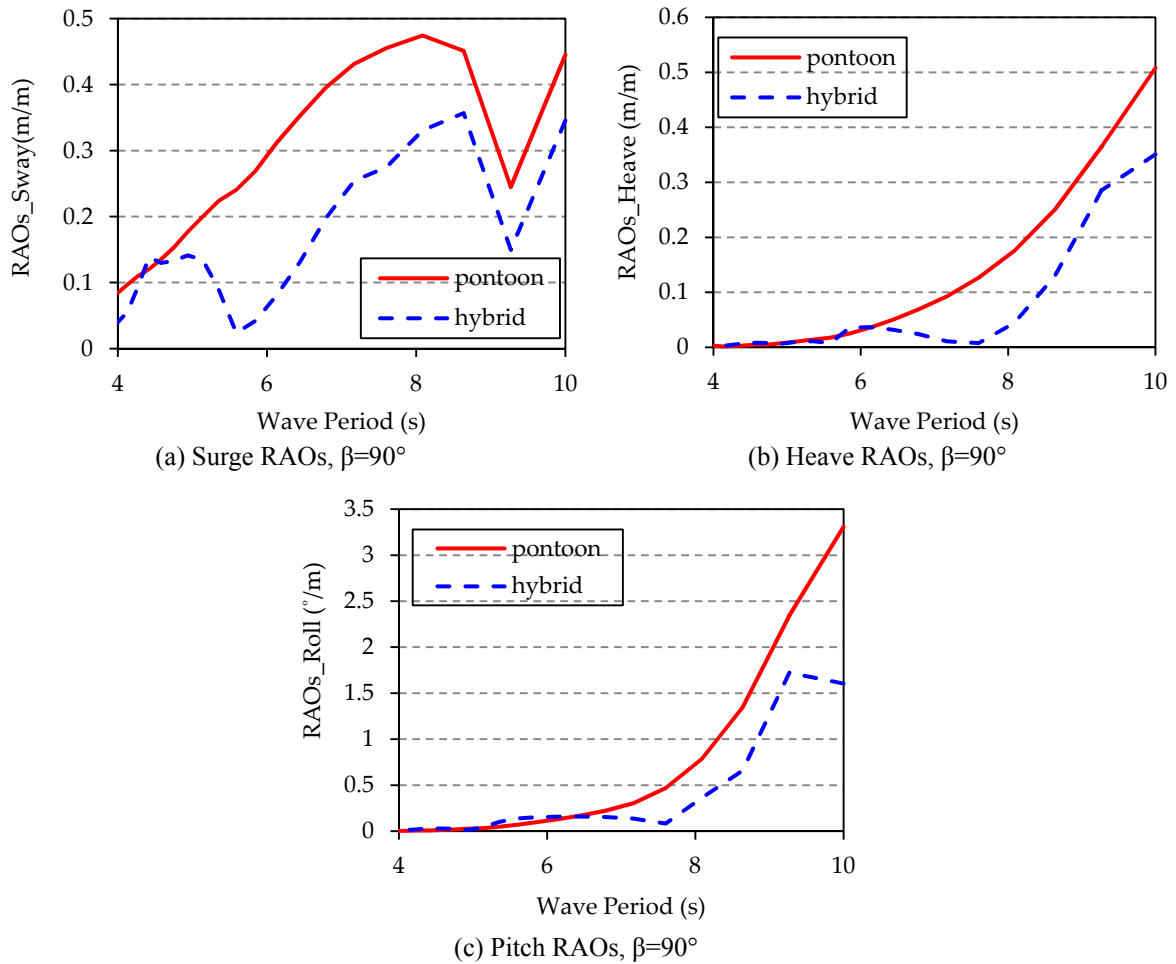 0.5
0.4
0.3
0.2
0.1
0
RAOs_Sway(m/m)
pontoon
hybrid
4
6
8
10
Wave Period (s)
(a) Surge RAOs, β=90°
0.6
0.5
0.4
0.3
0.2
0.1
0
RAOs_Heave (m/m)
pontoon
hybrid
4
6
8
10
Wave Period (s)
(b) Heave RAOs, β=90°
3.5
3
2.5
2
1.5
1
0.5
0
RAOs_Roll (°/m)
pontoon
hybrid
4
6
8
10
Wave Period (s)
(c) Pitch RAOs, β=90°